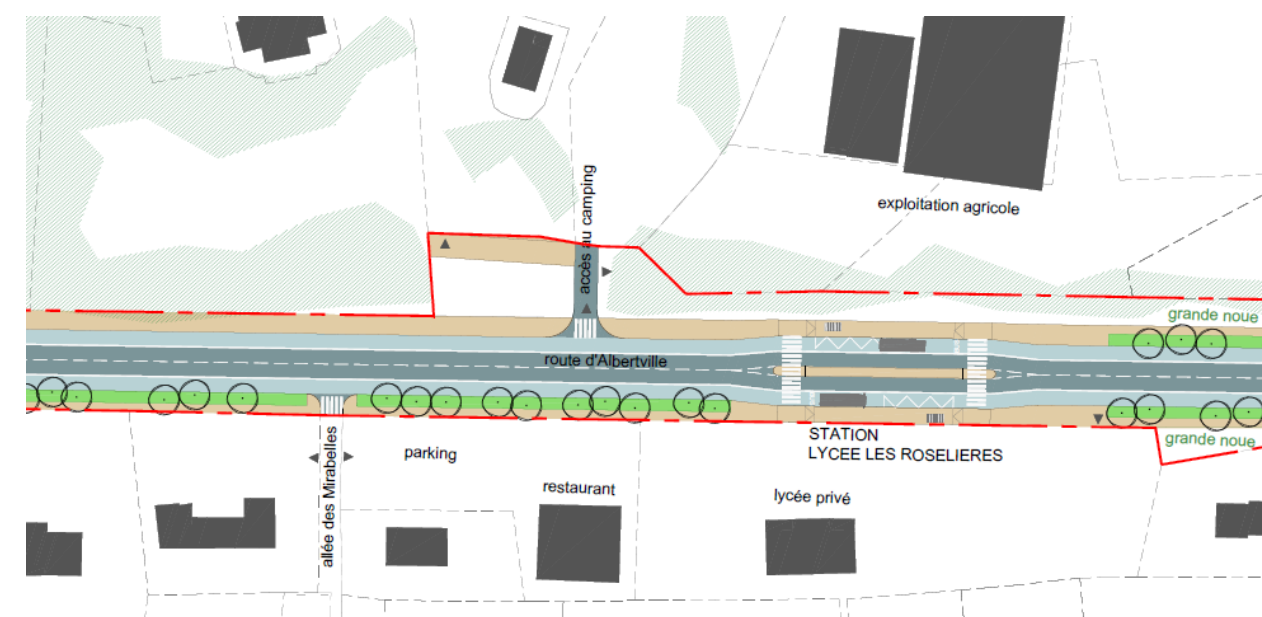 accès au camping
exploitation agricole
grande noue
route d'Albertville
STATION
LYCEE LES ROSELIERES
grande noue
allée des Mirabelles
parking
restaurant
lycée privé